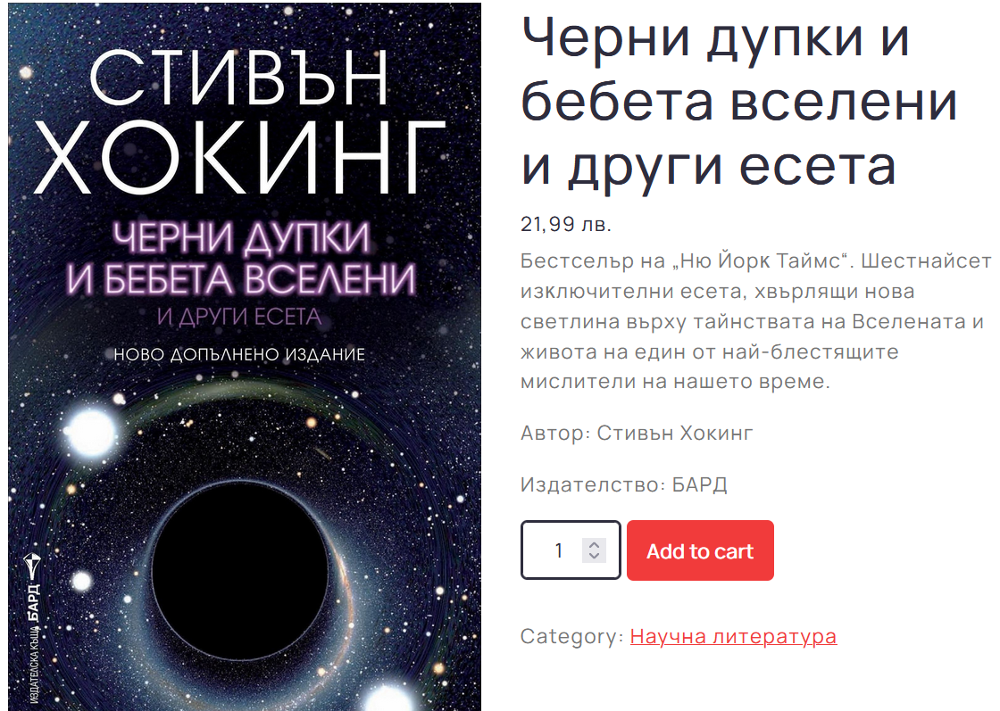 СТИВЪН
ХОКИНГ
ЧЕРНИ ДУПКИ
И БЕБЕТА ВСЕЛЕНИ
И ДРУГИ ЕСЕТА
НОВО ДОПЪЛНЕНО ИЗДАНИЕ
ИЗДАТЕЛСКА КЪЩА БАРД
Черни дупки и
бебета вселени
и други есета
21,99 лв.
Бестселър на „Ню Йорк Таймс“. Шестнайсет
изключителни есета, хвърлящи нова
светлина върху тайнствата на Вселената и
живота на един от най-блестящите
мислители на нашето време.
Автор: Стивън Хокинг
Издателство: БАРД
1
Add to cart
Category: Научна литература